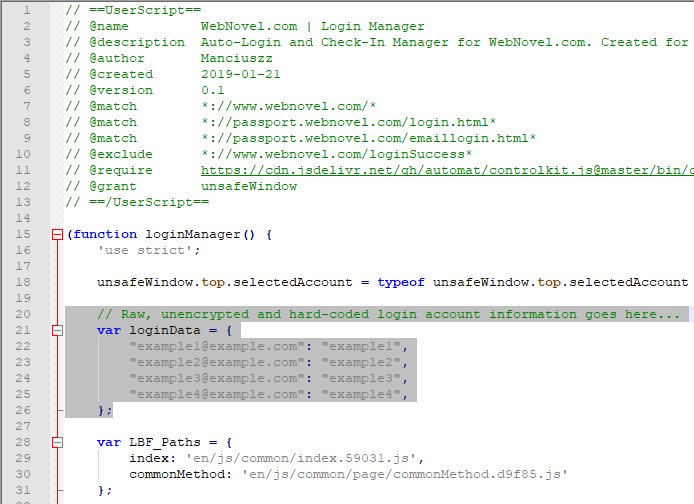 1 // ==UserScript==
2 // @name WebNovel.com | Login Manager
3 // @description Auto-Login and Check-In Manager for WebNovel.com. Created for
4 // @author Manciuszz
5 // @created 2019-01-21
6 // @version 0.1
7 // @match *://www.webnovel.com/*
8 // @match *://passport.webnovel.com/login.html*
9 // @match *://passport.webnovel.com/emaillogin.html*
10 // @exclude *://www.webnovel.com/loginSuccess*
11 // @require https://cdn.jsdelivr.net/gh/automat/controlkit.js@master/bin/c
12 // @grant unsafeWindow
13 // ==/UserScript==
14
15 (function loginManager() {
16 'use strict';
17
18 unsafeWindow.top.selectedAccount = typeof unsafeWindow.top.selectedAccount
19
20 // Raw, unencrypted and hard-coded login account information goes here...
21 var loginData = {
22 "example1@example.com": "example1",
23 "example2@example.com": "example2",
24 "example3@example.com": "example3",
25 "example4@example.com": "example4",
26 };
27
28 var LBF_Paths = {
29 index: 'en/js/common/index.59031.js',
30 commonMethod: 'en/js/common/page/commonMethod.d9f85.js'
31 };